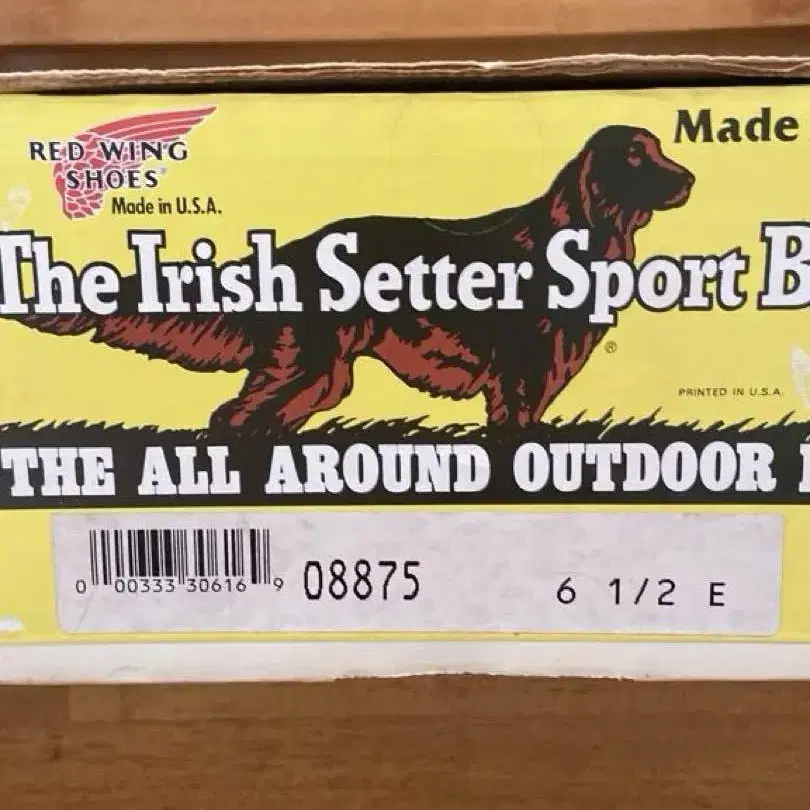 Made
RED WING
SHOES®
Made in U.S.A.
The Irish Setter Sport B
®
PRINTED IN U.S.A.
THE ALL AROUND OUTDOOR
0 00333 30616 9 08875 6 1/2 E